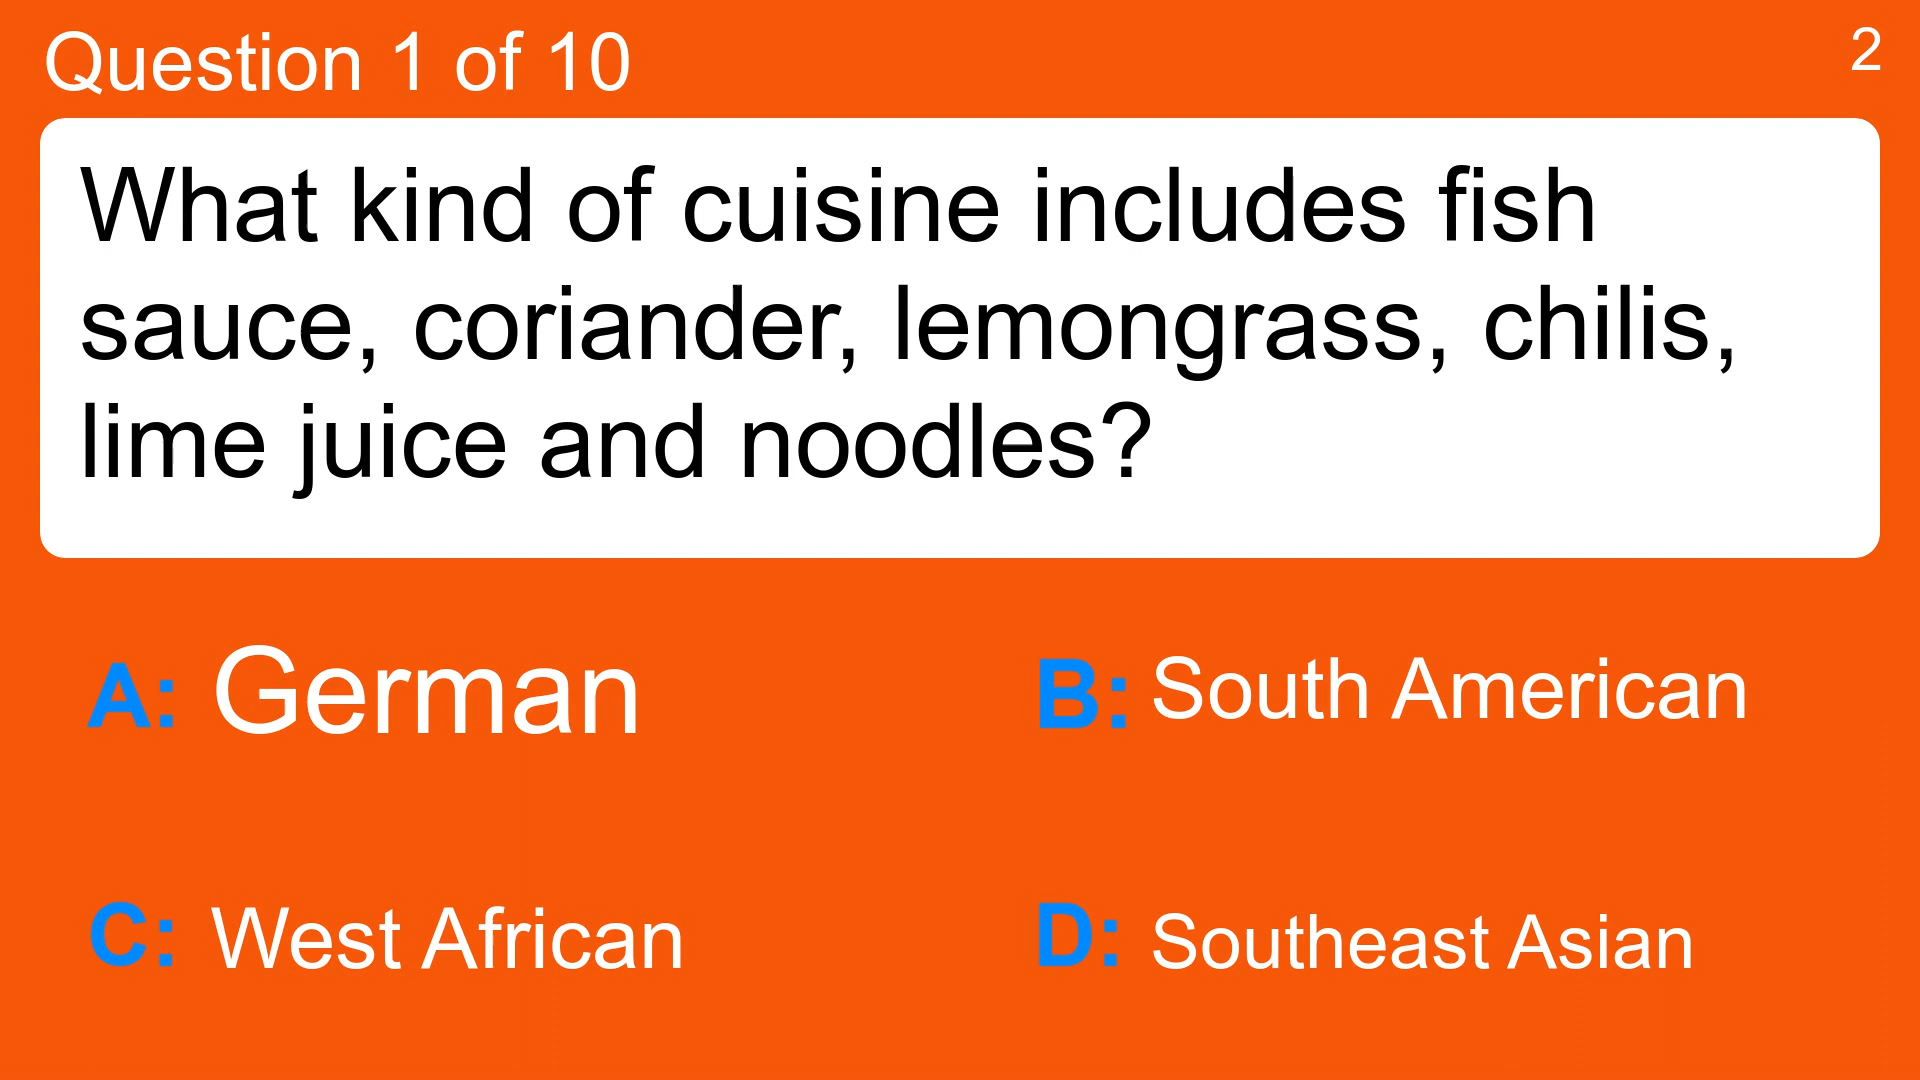 Question 1 of 10
2
What kind of cuisine includes fish
sauce, coriander, lemongrass, chilis,
lime juice and noodles?
A: German
B: South American
C: West African
D: Southeast Asian